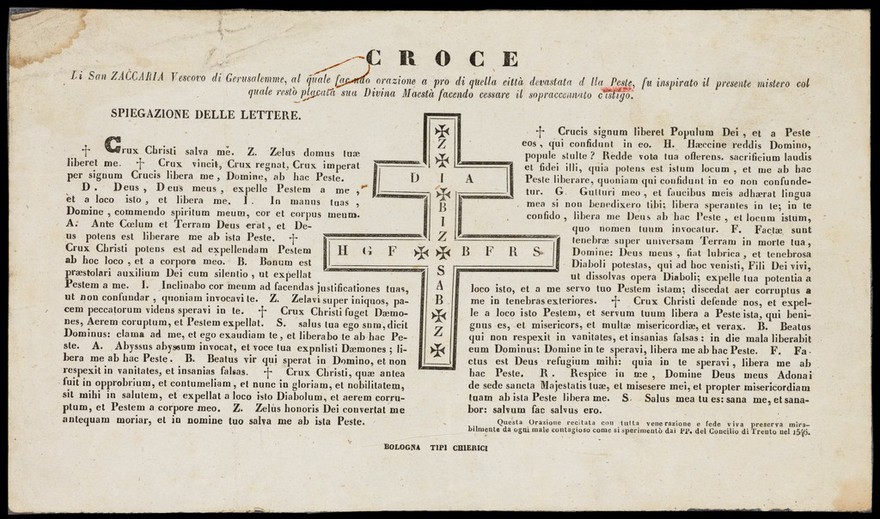 CROCE
Di San ZACCARIA Vescovo di Gerusalemme, al quale facendo orazione a pro di quella città devastata d lla Peste, fu inspirato il presente mistero col
quale restò placata sua Divina Maestà facendo cessare il sopraccennato c stigo.
SPIEGAZIONE DELLE LETTERE.
✝ Crux Christi salva me. Z. Zelus domus tuæ
liberet me. ✝ Crux vincit, Crux regnat, Crux imperat
per signum Crucis libera me, Domine, ab hac Peste.
D. Deus, Deus meus, expelle Pestem a me,
et a loco isto, et libera me. I. In manus tuas,
Domine, commendo spiritum meum, cor et corpus meum.
A. Ante Cœlum et Terram Deus erat, et De-
us potens est liberare me ab ista Peste. ✝
Crux Christi potens est ad expellendam Pestem
ab hoc loco, et a corpore meo. B. Bonum est
præstolari auxilium Dei cum silentio, ut expellat
Pestem a me. I. Inclinabo cor meum ad facendas justificationes tuas,
ut non confundar, quoniam invocavi te. Z. Zelavi super iniquos, pa-
cem peccatorum videns speravi in te. ✝ Crux Christi fuget Dæmo-
nes, Aerem coruptum, et Pestem expellat. S. salus tua ego sum, dicit
Dominus: clama ad me, et ego exaudiam te, et liberabo te ab hac Pe-
ste. A. Abyssus abyssum invocat, et voce tua expulisti Dæmones; li-
bera me ab hac Peste. B. Beatus vir qui sperat in Domino, et non
respexit in vanitates, et insanias falsas. ✝ Crux Christi, quæ antea
fuit in opprobrium, et contumeliam, et nunc in gloriam, et nobilitatem,
sit mihi in salutem, et expellat a loco isto Diabolum, et aerem corru-
ptum, et Pestem a corpore meo. Z. Zelus honoris Dei convertat me
antequam moriar, et in nomine tuo salva me ab ista Peste.
✠
Z
✠
D I A
✠
B
I
Z
H G F ✠ ✠ B F R S
S
A
B
Z
✠
✝ Crucis signum liberet Populum Dei, et a Peste
eos, qui confidunt in eo. H. Hæccine reddis Domino,
popule stulte? Redde vota tua offerens. sacrificium laudis
et fidei illi, quia potens est istum locum, et me ab hac
Peste liberare, quoniam qui confidunt in eo non confunde-
tur. G. Gutturi meo, et faucibus meis adhærat lingua
mea si non benedixero tibi; libera sperantes in te; in te
confido, libera me Deus ab hac Peste, et locum istum,
quo nomen tuum invocatur. F. Factæ sunt
tenebræ super universam Terram in morte tua,
Domine: Deus meus, fiat lubrica, et tenebrosa
Diaboli potestas, qui ad hoc venisti, Fili Dei vivi,
ut dissolvas opera Diaboli; expelle tua potentia a
loco isto, et a me servo tuo Pestem istam; discedat aer corruptus a
me in tenebras exteriores. ✝ Crux Christi defende nos, et expel-
le a loco isto Pestem, et servum tuum libera a Peste ista, qui beni-
gnus es, et misericors, et multæ misericordiæ, et verax. B. Beatus
qui non respexit in vanitates, et insanias falsas: in die mala liberabit
eum Dominus: Domine in te speravi, libera me ab hac Peste. F. Fa-
ctus est Deus refugium mihi: quia in te speravi, libera me ab
hac Peste. R. Respice in me, Domine Deus meus Adonai
de sede sancta Majestatis tuæ, et misesere mei, et propter misericordiam
tuam ab ista Peste libera me. S. Salus mea tu es: sana me, et sana-
bor: salvum fac salvus ero.
Questa Orazione recitata con tutta venerazione e fede viva preserva mira-
bilmente da ogni male contagioso come si sperimentò dai PP. del Concilio di Trento nel 1546.
BOLOGNA TIPI CHIERICI